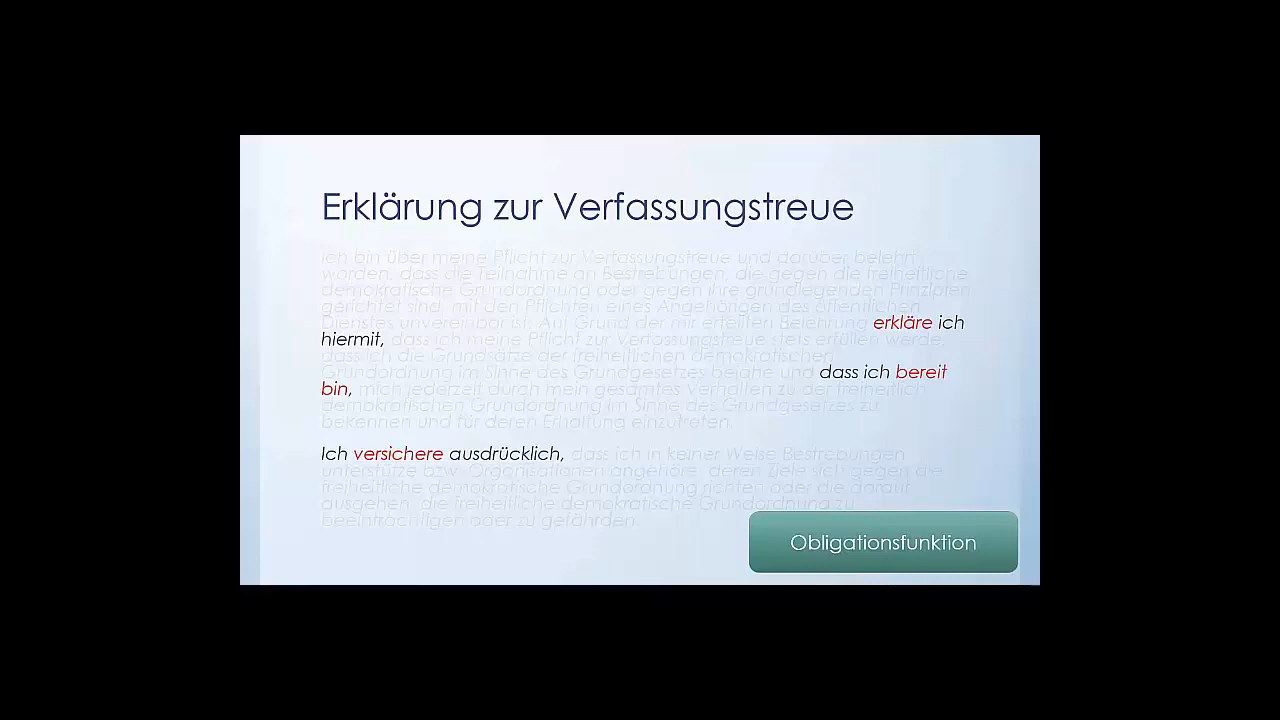 Erklärung zur Verfassungstreue
Ich bin über meine Pflicht zur Verfassungstreue und darüber belehrt
worden, dass die Teilnahme an Bestrebungen, die gegen die freiheitliche
demokratische Grundordnung oder gegen ihre grundlegenden Prinzipien
gerichtet sind, mit den Pflichten eines Angehörigen des öffentlichen
Dienstes unvereinbar ist. Auf Grund der mir erteilten Belehrung erkläre ich
hiermit, dass ich meine Pflicht zur Verfassungstreue stets erfüllen werde,
dass ich die Grundsätze der freiheitlichen demokratischen
Grundordnung im Sinne des Grundgesetzes bejahe und dass ich bereit
bin, mich jederzeit durch mein gesamtes Verhalten zu der freiheitlich
demokratischen Grundordnung im Sinne des Grundgesetzes zu
bekennen und für deren Erhaltung einzutreten.
Ich versichere ausdrücklich, dass ich in keiner Weise Bestrebungen
unterstütze bzw. Organisationen angehöre, deren Ziele sich gegen die
freiheitliche demokratische Grundordnung richten oder die darauf
ausgehen, die freiheitliche demokratische Grundordnung zu
beeinträchtigen oder zu gefährden.
Obligationsfunktion